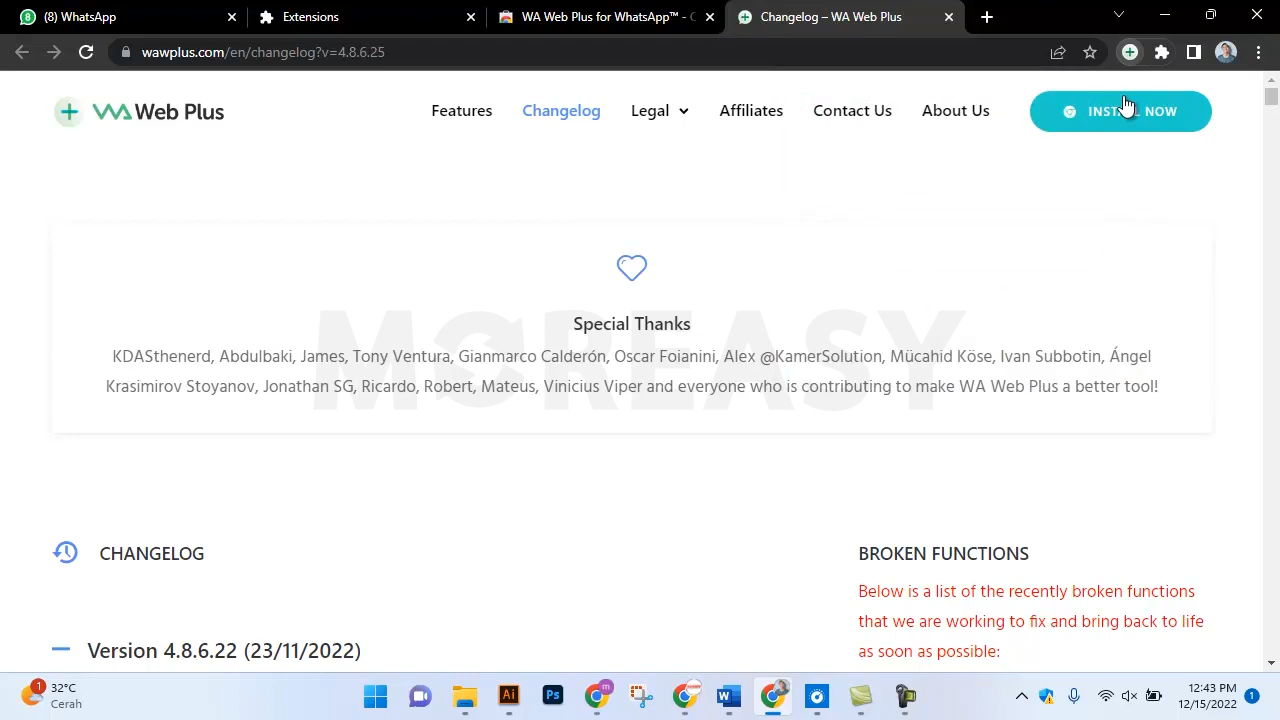 (8) WhatsApp
Extensions
WA Web Plus for WhatsApp™ - C
Changelog – WA Web Plus
wawplus.com/en/changelog?v=4.8.6.25
WA Web Plus
Features
Changelog
Legal
Affiliates
Contact Us
About Us
INSTALL NOW
Special Thanks
KDASthenerd, Abdulbaki, James, Tony Ventura, Gianmarco Calderón, Oscar Foianini, Alex @KamerSolution, Mücahid Köse, Ivan Subbotin, Ángel
Krasimirov Stoyanov, Jonathan SG, Ricardo, Robert, Mateus, Vinicius Viper and everyone who is contributing to make WA Web Plus a better tool!
MOREASY
CHANGELOG
Version 4.8.6.22 (23/11/2022)
BROKEN FUNCTIONS
Below is a list of the recently broken functions
that we are working to fix and bring back to life
as soon as possible:
1
32°C
Cerah
Ai
Ps
m
W
12:43 PM
12/15/2022
1